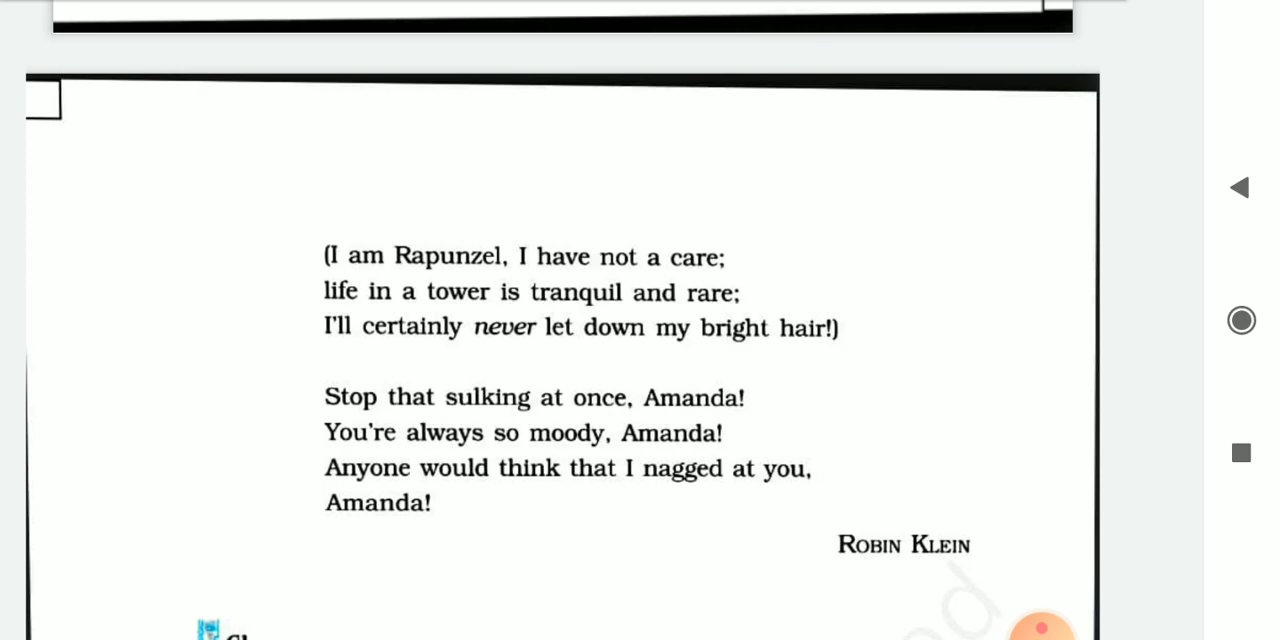 (I am Rapunzel, I have not a care;
life in a tower is tranquil and rare;
I'll certainly never let down my bright hair!)
Stop that sulking at once, Amanda!
You're always so moody, Amanda!
Anyone would think that I nagged at you,
Amanda!
ROBIN KLEIN